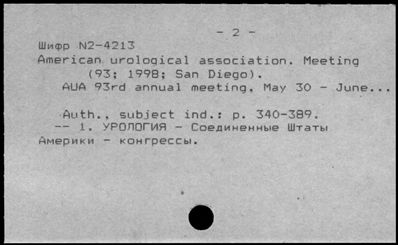 - 2 -
Шифр N2-4213
American urological association. Meeting
(93; 1998; San Diego).
AUA 93rd annual meeting, May 30 - June...
Auth., subject ind.: p. 340-389.
-- 1. УРОЛОГИЯ - Соединенные Штаты
Америки - конгрессы.